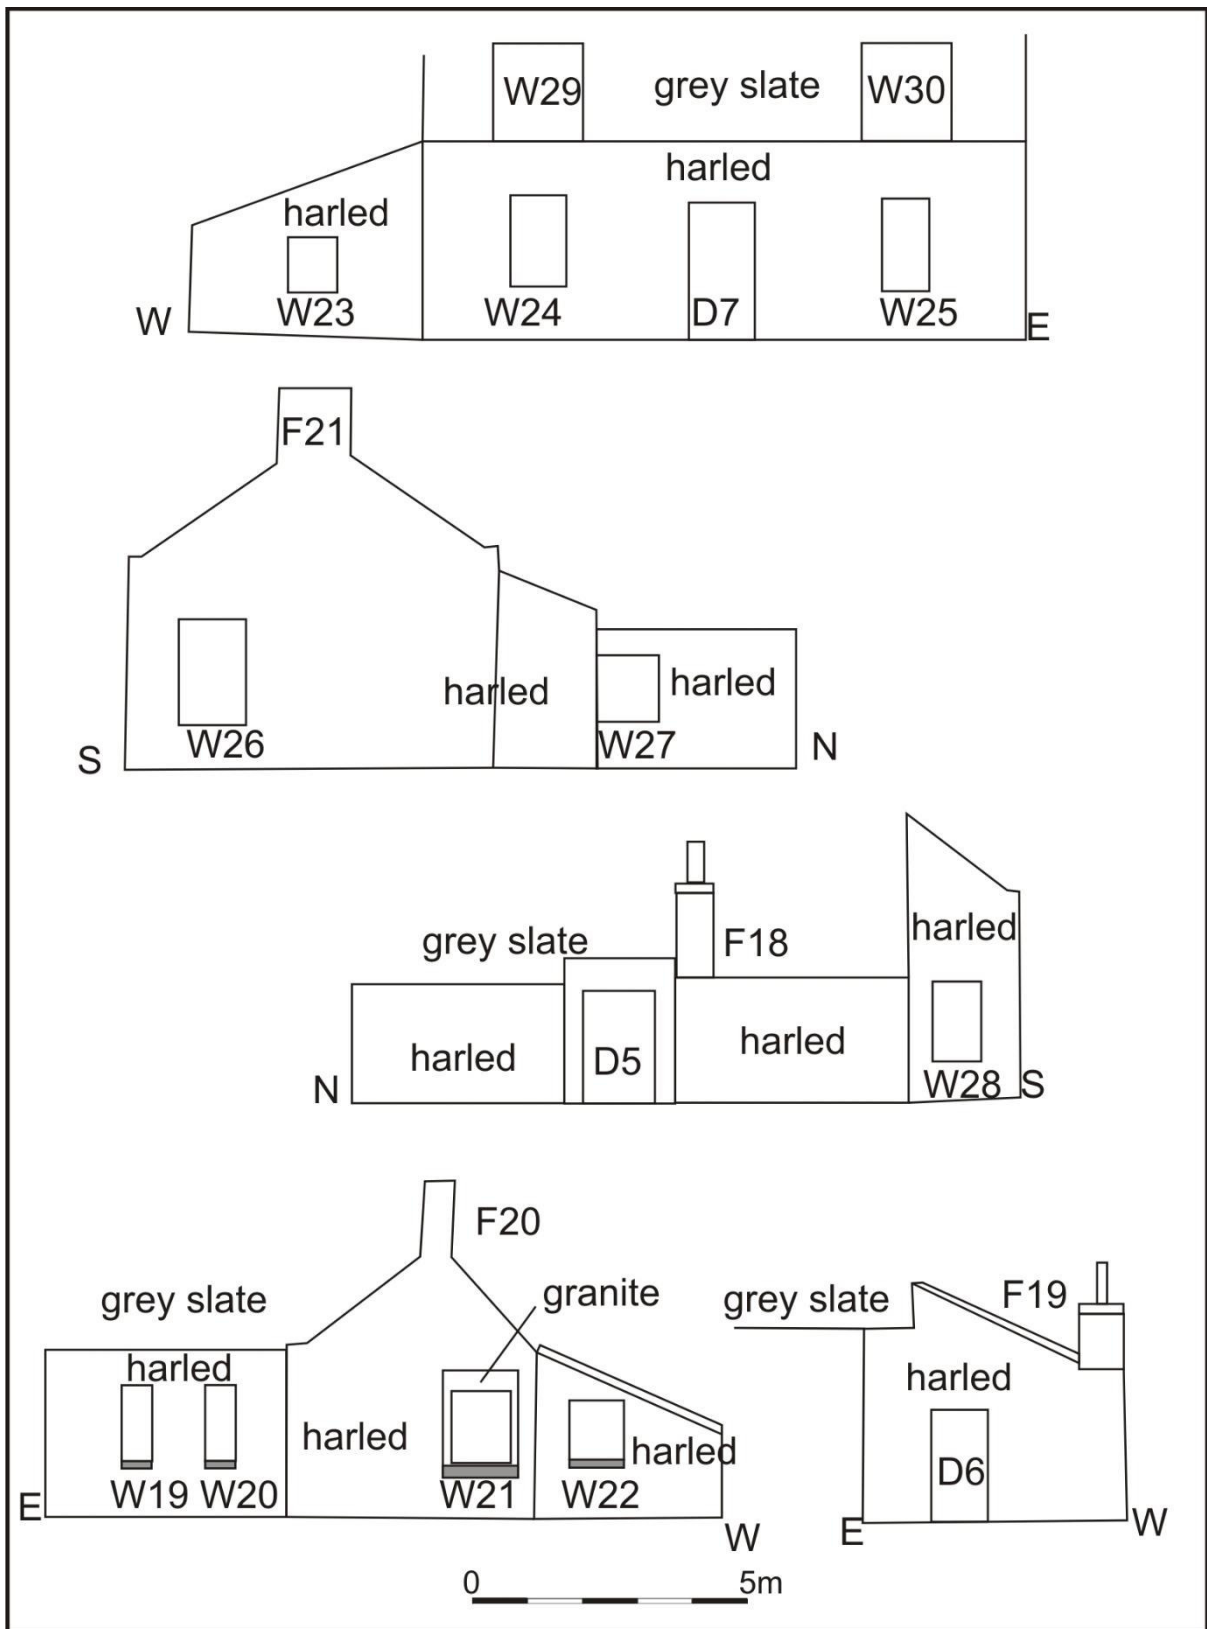 W29 grey slate W30
harled
harled
W23 W24 D7 W25
W E
F21
harled harled
W26 W27
S N
grey slate F18 harled
harled D5 harled
N W28 S
F20
grey slate granite grey slate F19
harled harled
harled harled
W19 W20 W21 W22 D6
E W E W
0 5m